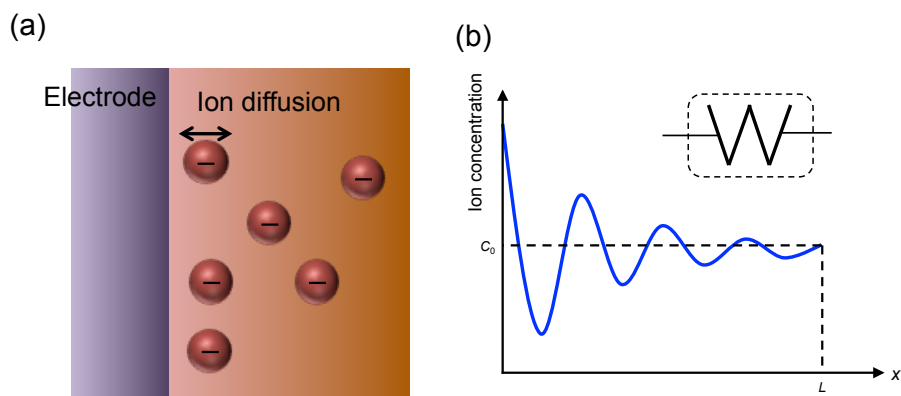 (a)
Electrode
Ion diffusion
−
−
−
−
−
−
(b)
Ion concentration
W
C₀
L
x